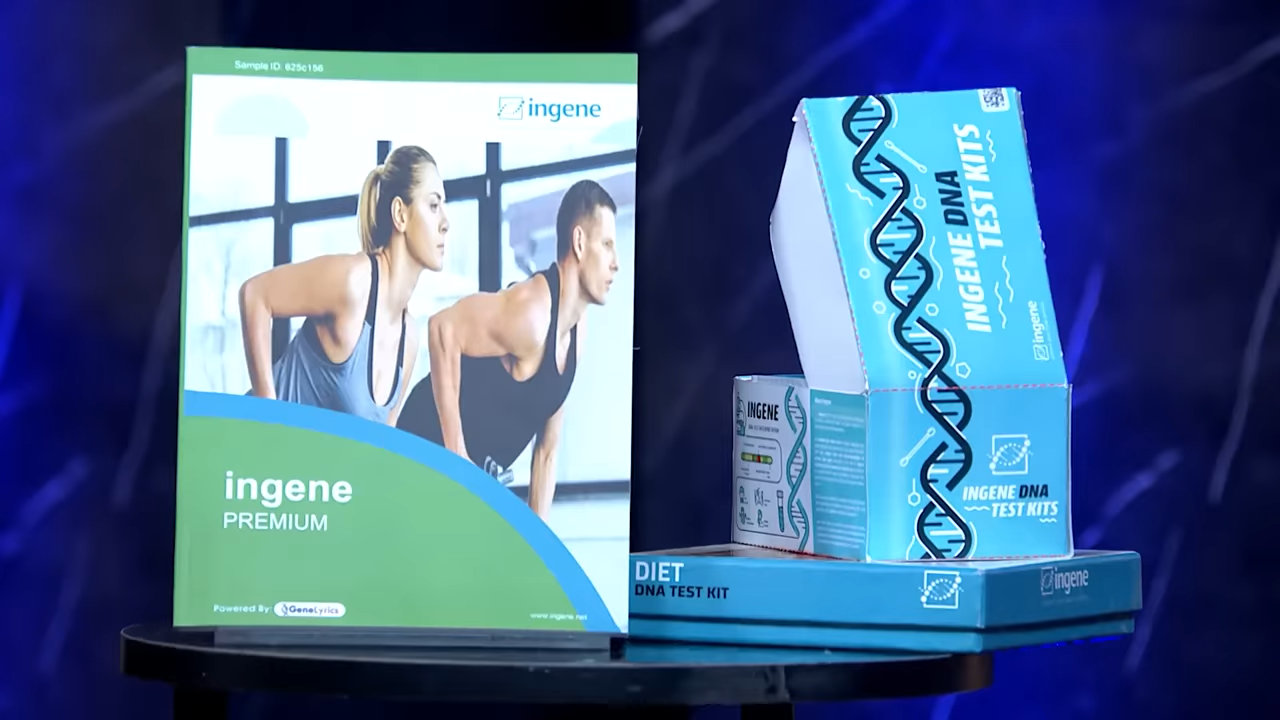 Sample ID: 625c156
ingene
ingene
PREMIUM
Powered By: GeneLyrics
www.ingene.net
INGENE DNA
TEST KITS
ingene
INGENE
INGENE DNA
TEST KITS
DIET
DNA TEST KIT
ingene